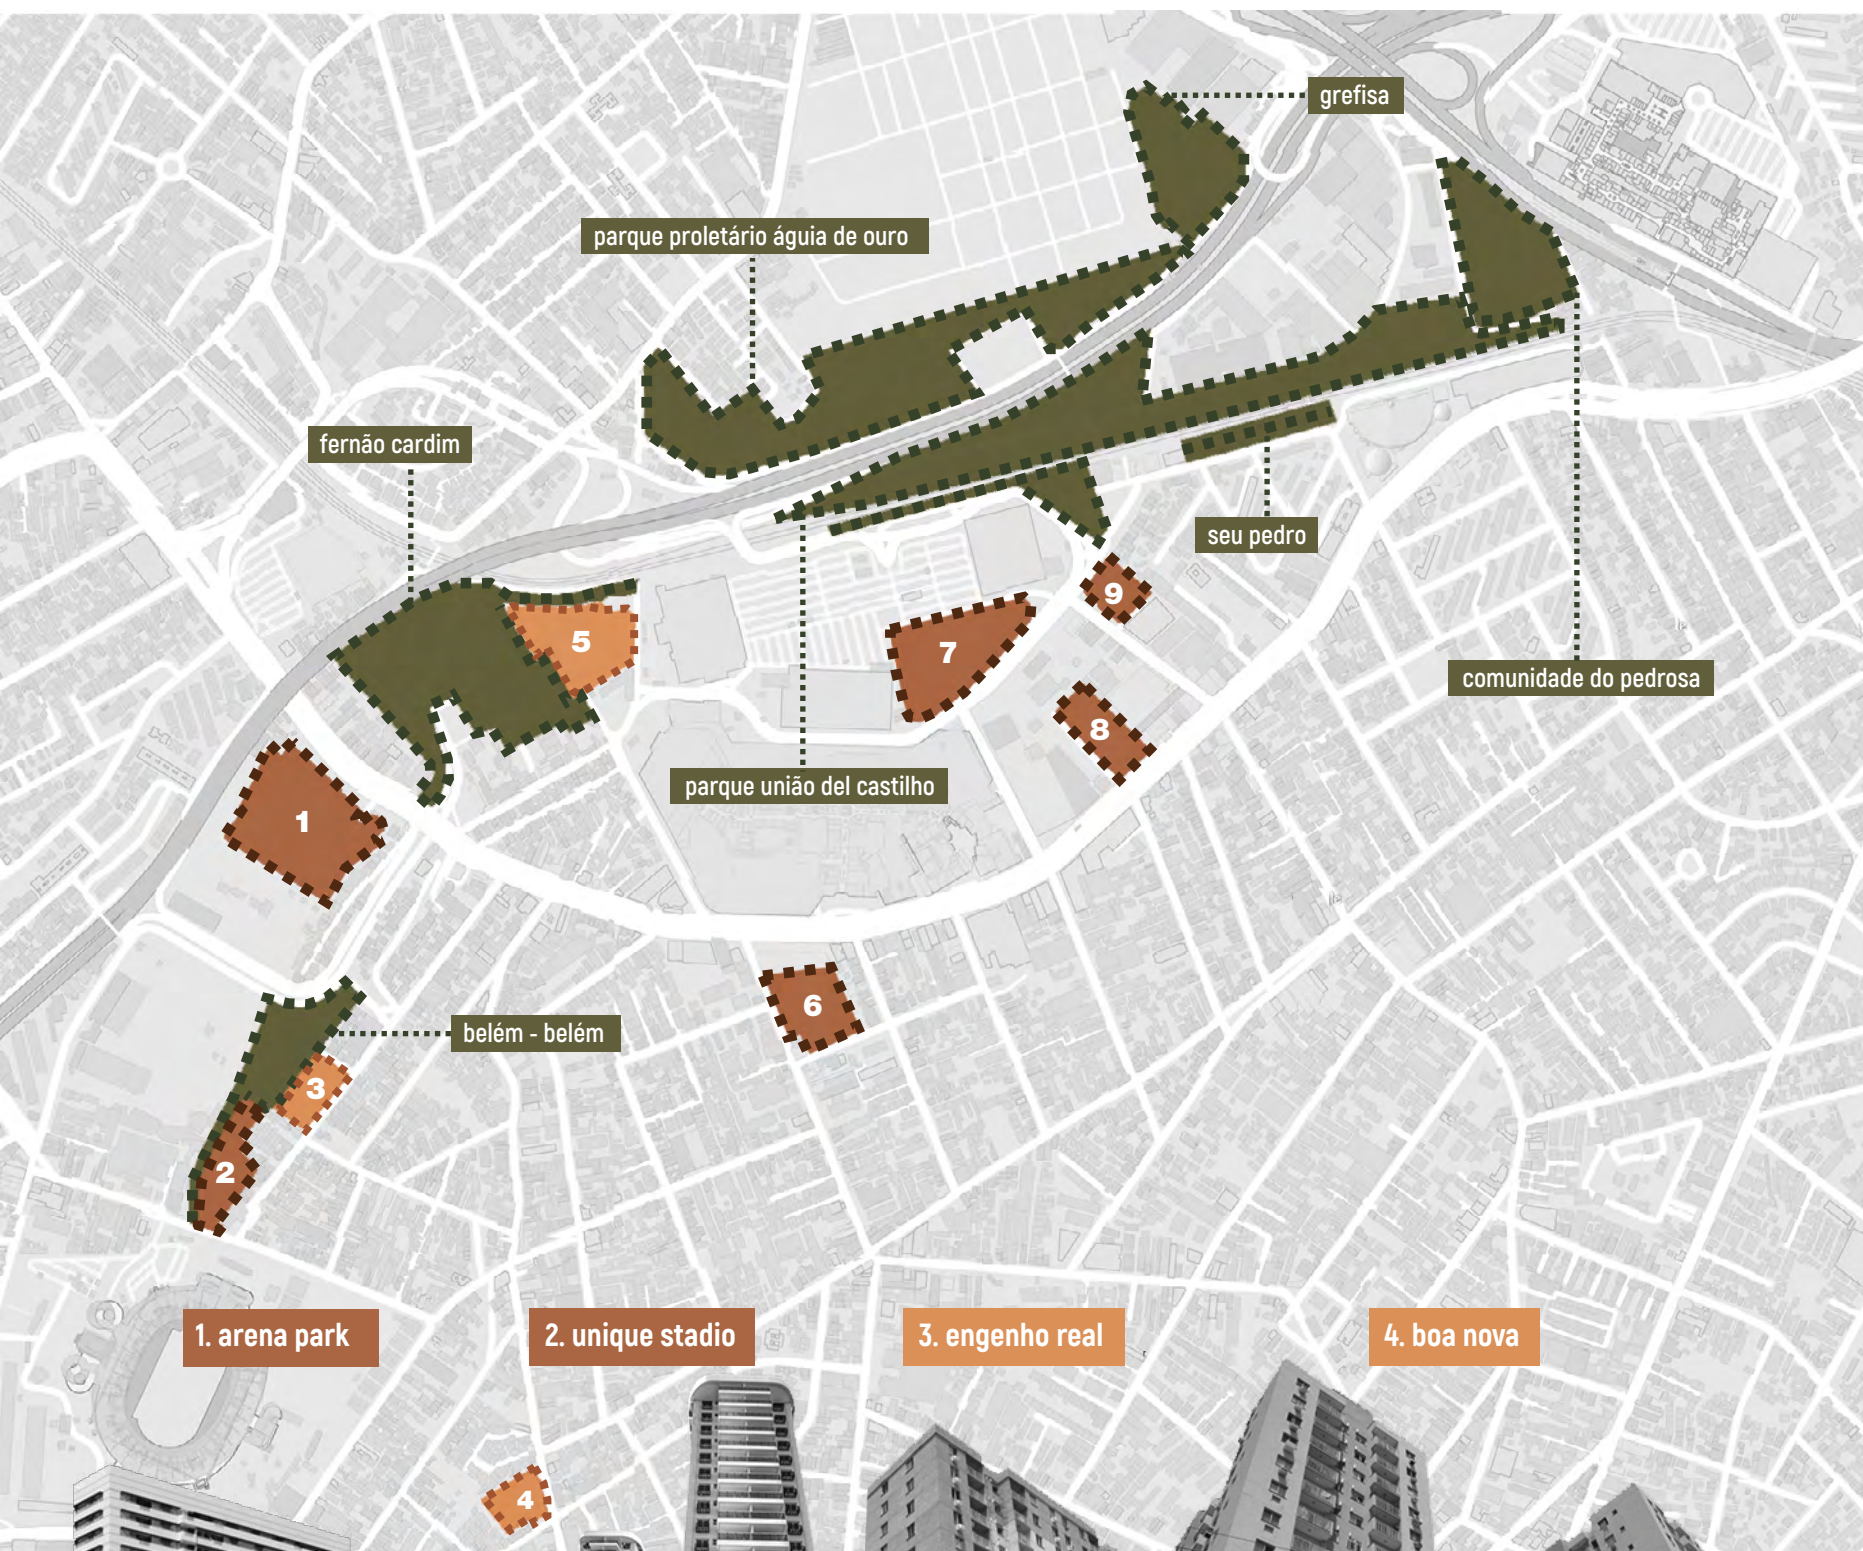 grefisa
parque proletário águia de ouro
fernão cardim
seu pedro
comunidade do pedrosa
parque união del castilho
belém - belém
5
9
7
8
1
6
3
2
4
1. arena park
2. unique stadio
3. engenho real
4. boa nova